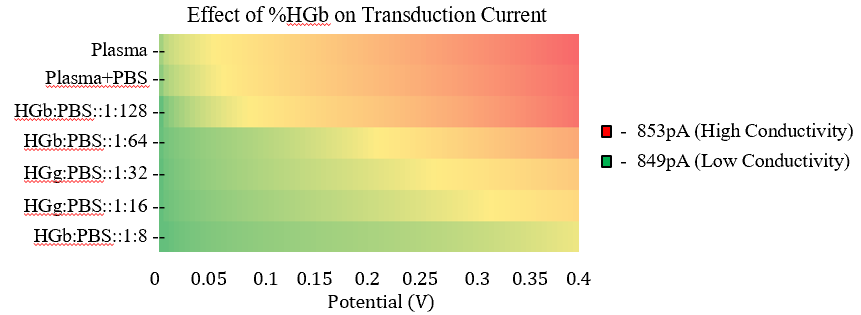 Effect of %HGb on Transduction Current
Plasma
Plasma+PBS
HGb:PBS::1:128
HGb:PBS::1:64
HGg:PBS::1:32
HGg:PBS::1:16
HGb:PBS::1:8
0 0.05 0.1 0.15 0.2 0.25 0.3 0.35 0.4
Potential (V)
- 853pA (High Conductivity)
- 849pA (Low Conductivity)